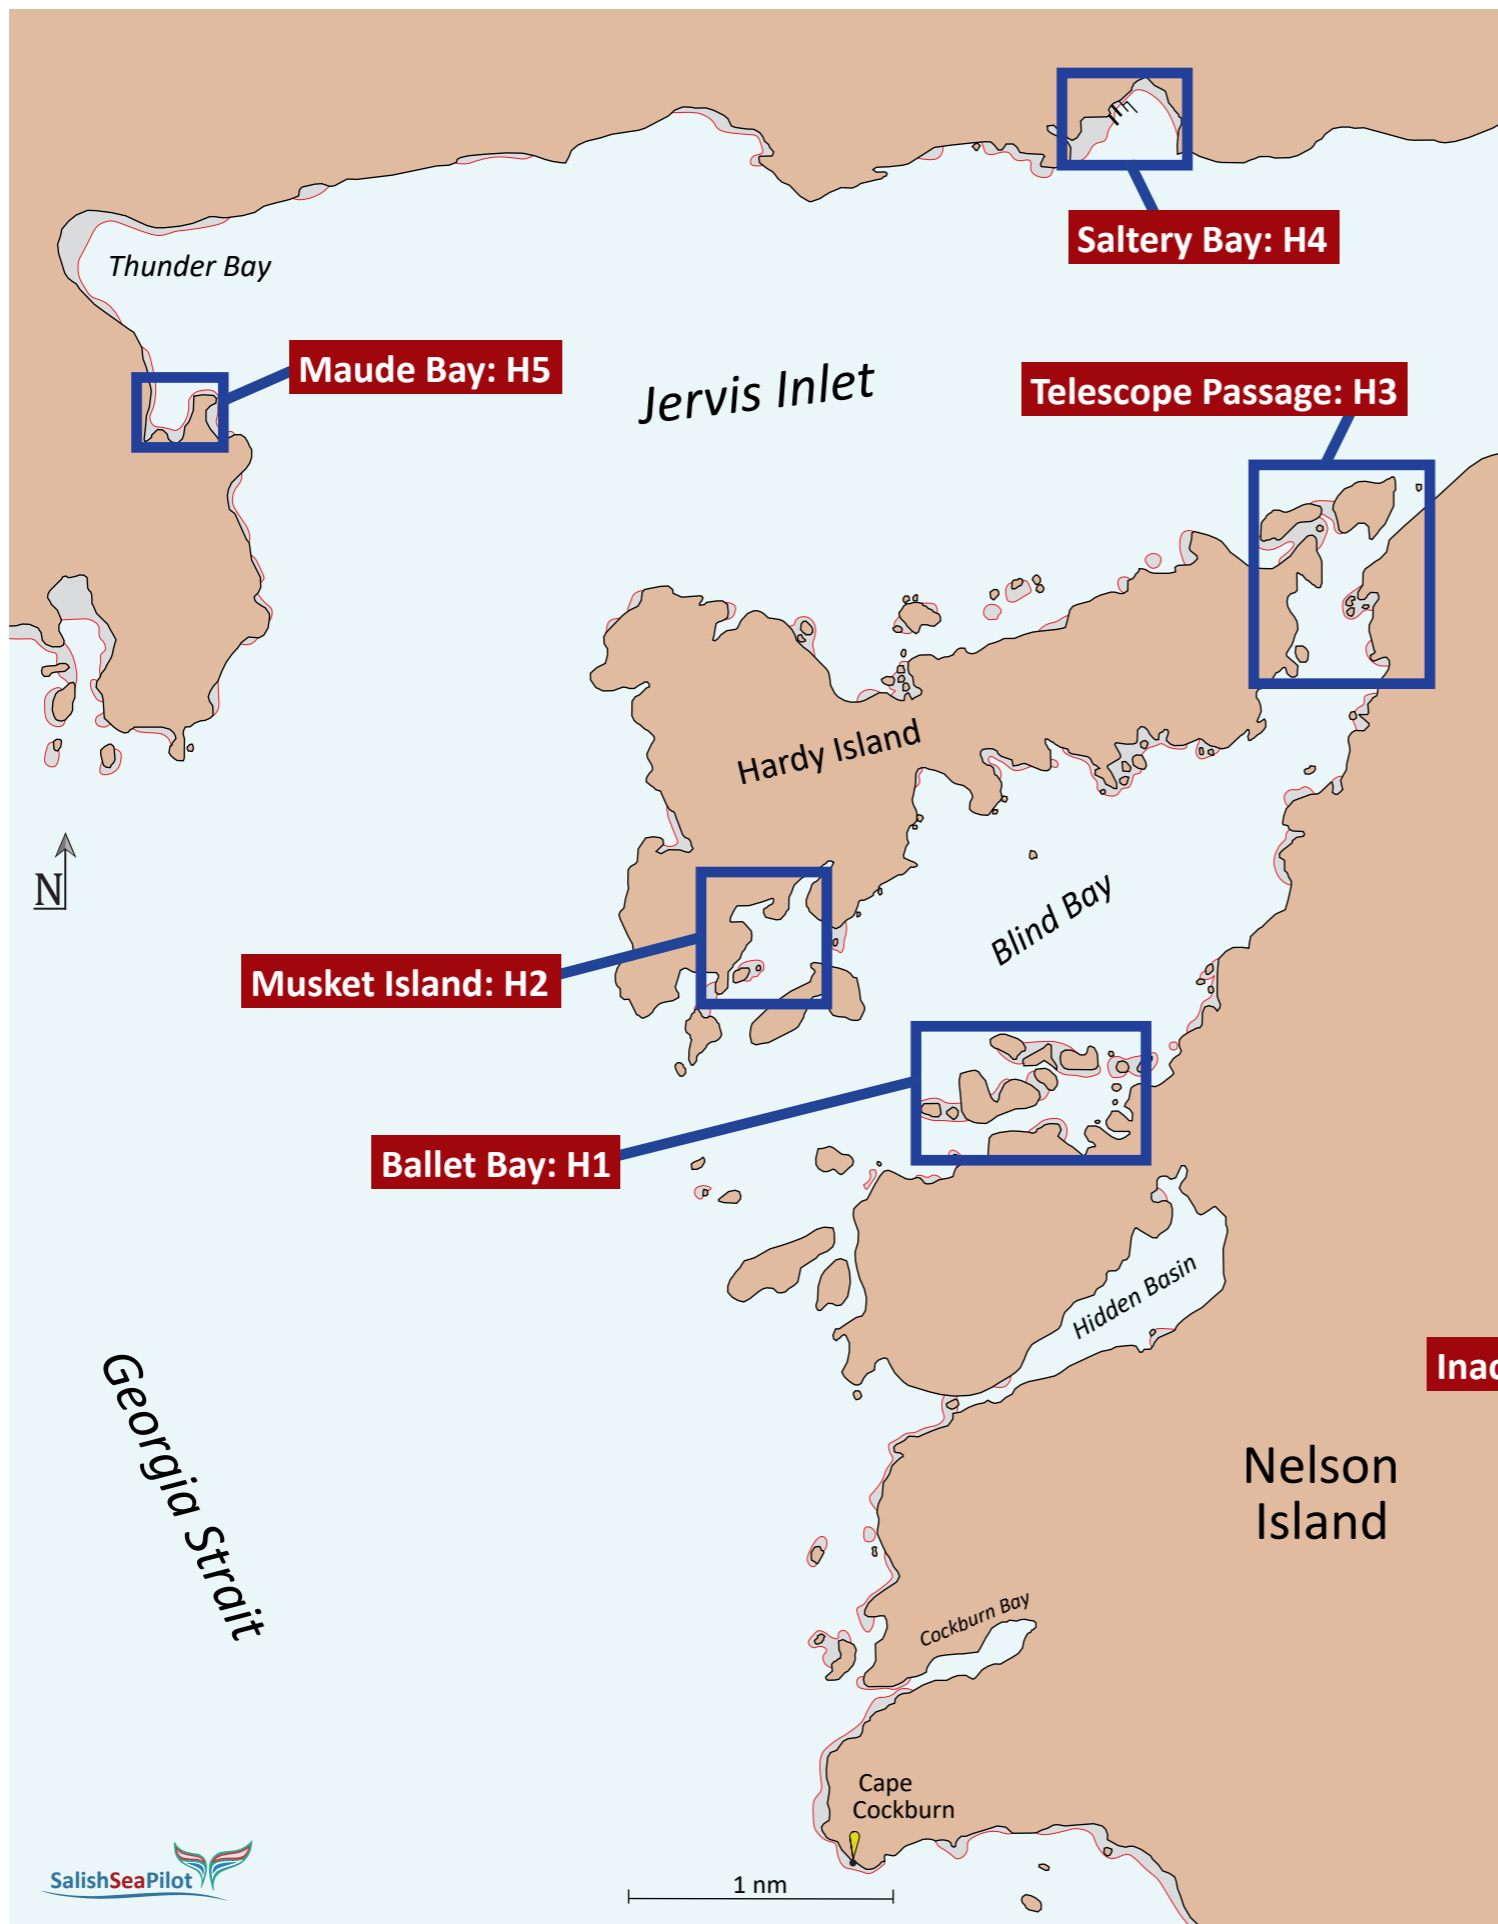 Saltery Bay: H4
Thunder Bay
Maude Bay: H5
Jervis Inlet
Telescope Passage: H3
Hardy Island
N
Blind Bay
Musket Island: H2
Ballet Bay: H1
Hidden Basin
Inac
Georgia Strait
Nelson
Island
Cockburn Bay
Cape
Cockburn
SalishSeaPilot
1 nm